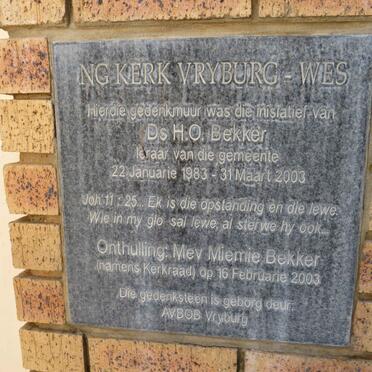 NG KERK VRYBURG - WES
Hierdie gedenkmuur was die inisiatief van
Ds H.O. Bekker
leraar van die gemeente
22 Januarie 1983 - 31 Maart 2003
Joh 11 : 25... Ek is die opstanding en die lewe.
Wie in my glo sal lewe, al sterwe hy ook...
Onthulling: Mev Miemie Bekker
(namens Kerkraad) op 16 Februarie 2003
Die gedenksteen is geborg deur:
AVBOB Vryburg